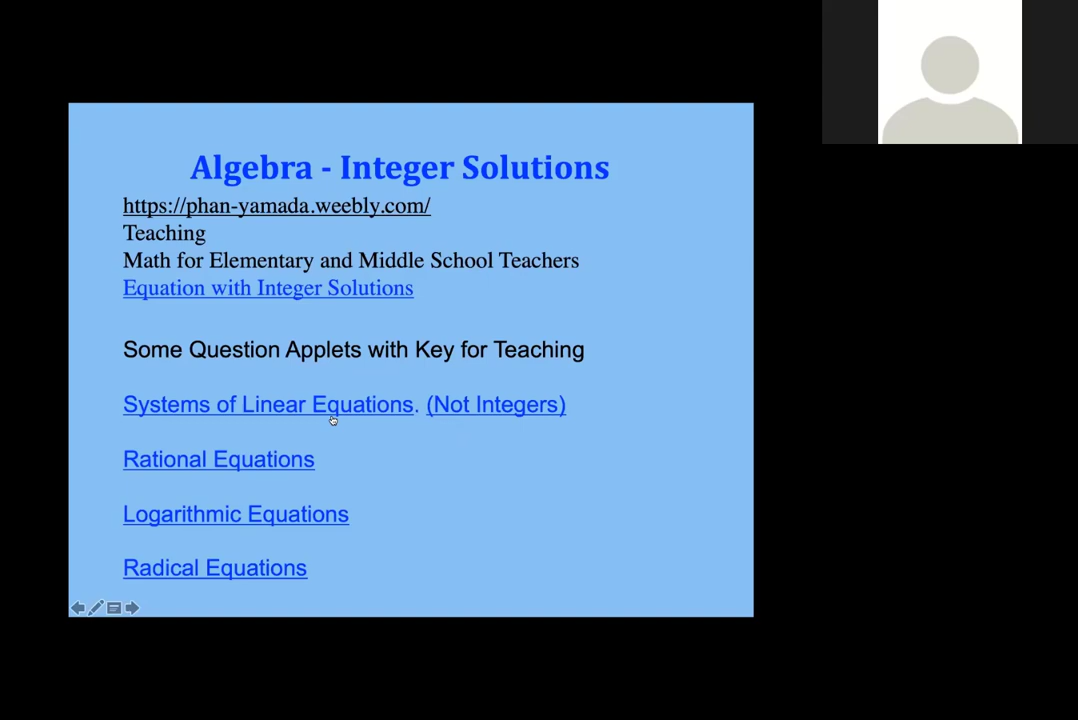 Algebra - Integer Solutions
https://phan-yamada.weebly.com/
Teaching
Math for Elementary and Middle School Teachers
Equation with Integer Solutions
Some Question Applets with Key for Teaching
Systems of Linear Equations. (Not Integers)
Rational Equations
Logarithmic Equations
Radical Equations